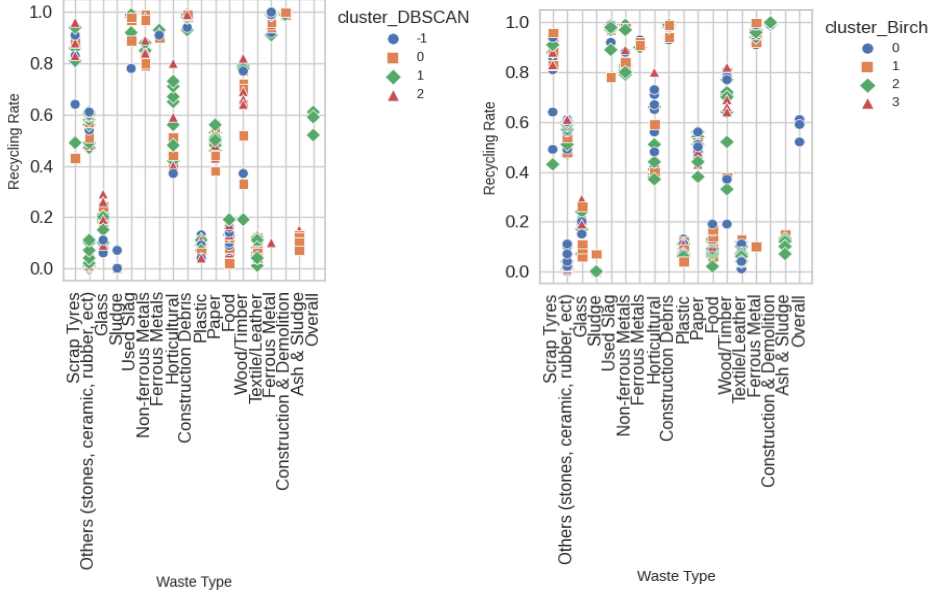 cluster_DBSCAN
-1
0
1
2
1.0
0.8
0.6
0.4
0.2
0.0
Recycling Rate
Scrap Tyres
Others (stones, ceramic, rubber, ect)
Glass
Sludge
Used Slag
Non-ferrous Metals
Ferrous Metals
Horticultural
Construction Debris
Plastic
Paper
Food
Wood/Timber
Textile/Leather
Ferrous Metal
Construction & Demolition
Ash & Sludge
Overall
Waste Type
cluster_Birch
0
1
2
3
1.0
0.8
0.6
0.4
0.2
0.0
Recycling Rate
Scrap Tyres
Others (stones, ceramic, rubber, ect)
Glass
Sludge
Used Slag
Non-ferrous Metals
Ferrous Metals
Horticultural
Construction Debris
Plastic
Paper
Food
Wood/Timber
Textile/Leather
Ferrous Metal
Construction & Demolition
Ash & Sludge
Overall
Waste Type